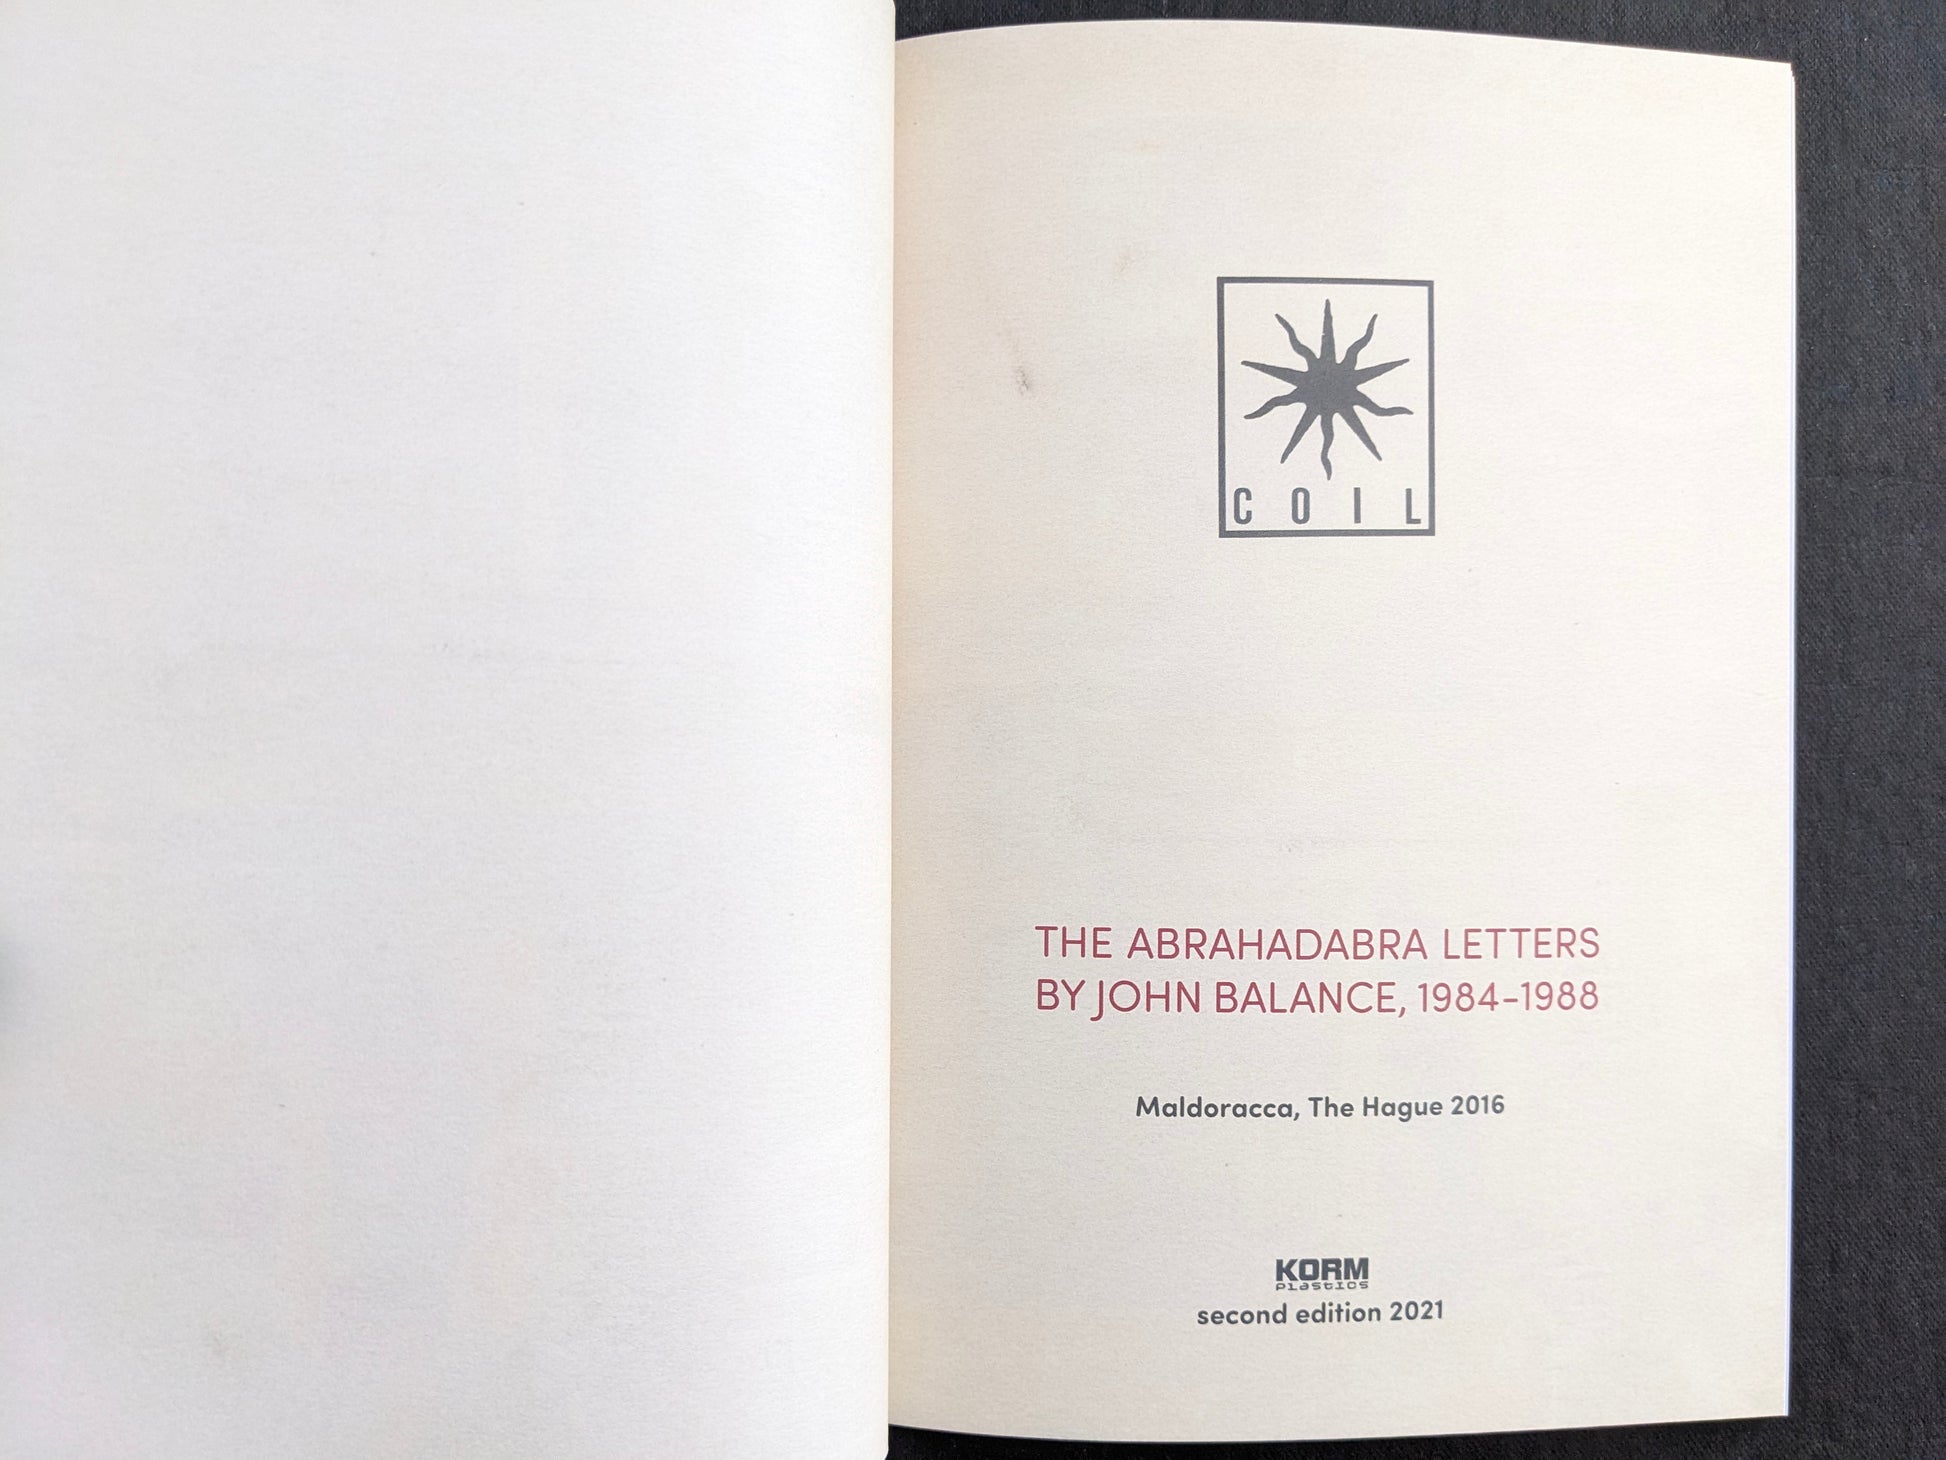 COIL
THE ABRAHADABRA LETTERS
BY JOHN BALANCE, 1984-1988
Maldoracca, The Hague 2016
KORM
plastics
second edition 2021